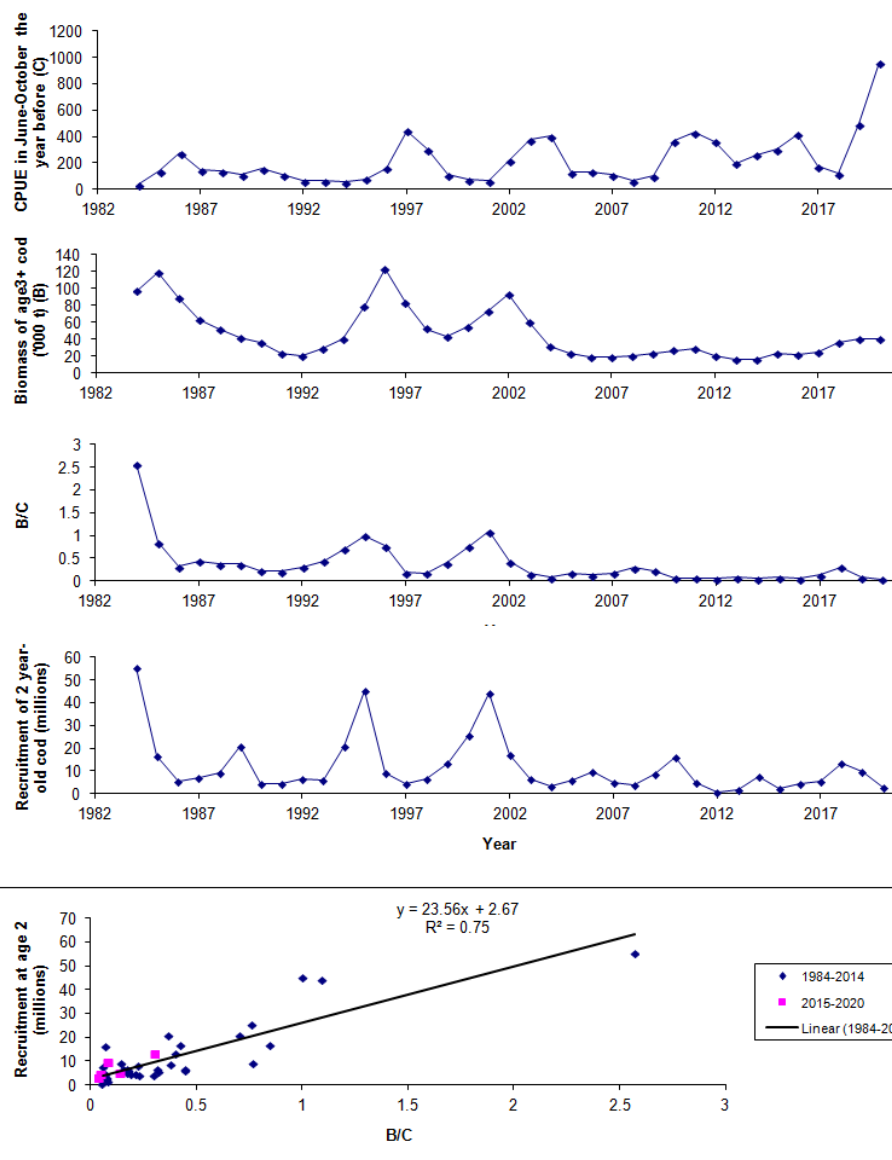 CPUE in June-October the
year before (C)
1200
1000
800
600
400
200
0
1982 1987 1992 1997 2002 2007 2012 2017
Biomass of age3+ cod
('000 t) (B)
140
120
100
80
60
40
20
0
1982 1987 1992 1997 2002 2007 2012 2017
B/C
3
2.5
2
1.5
1
0.5
0
1982 1987 1992 1997 2002 2007 2012 2017
Recruitment of 2 year-
old cod (millions)
60
50
40
30
20
10
0
1982 1987 1992 1997 2002 2007 2012 2017
Year
Recruitment at age 2
(millions)
y = 23.56x + 2.67
R² = 0.75
70
60
50
40
30
20
10
0
0 0.5 1 1.5 2 2.5 3
B/C
1984-2014
2015-2020
Linear (1984-20